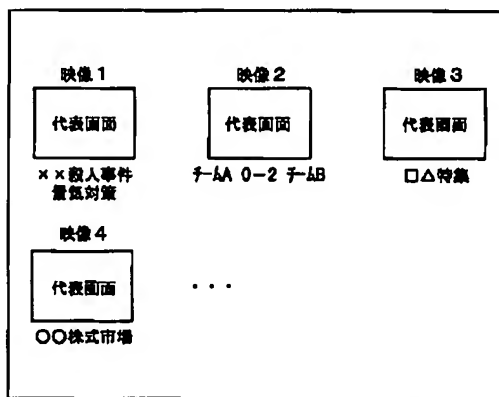 映像1
代表画面
××殺人事件
景気対策
映像2
代表画面
チームA 0-2 チームB
映像3
代表画面
□△特集
映像4
代表画面
○○株式市場
・・・